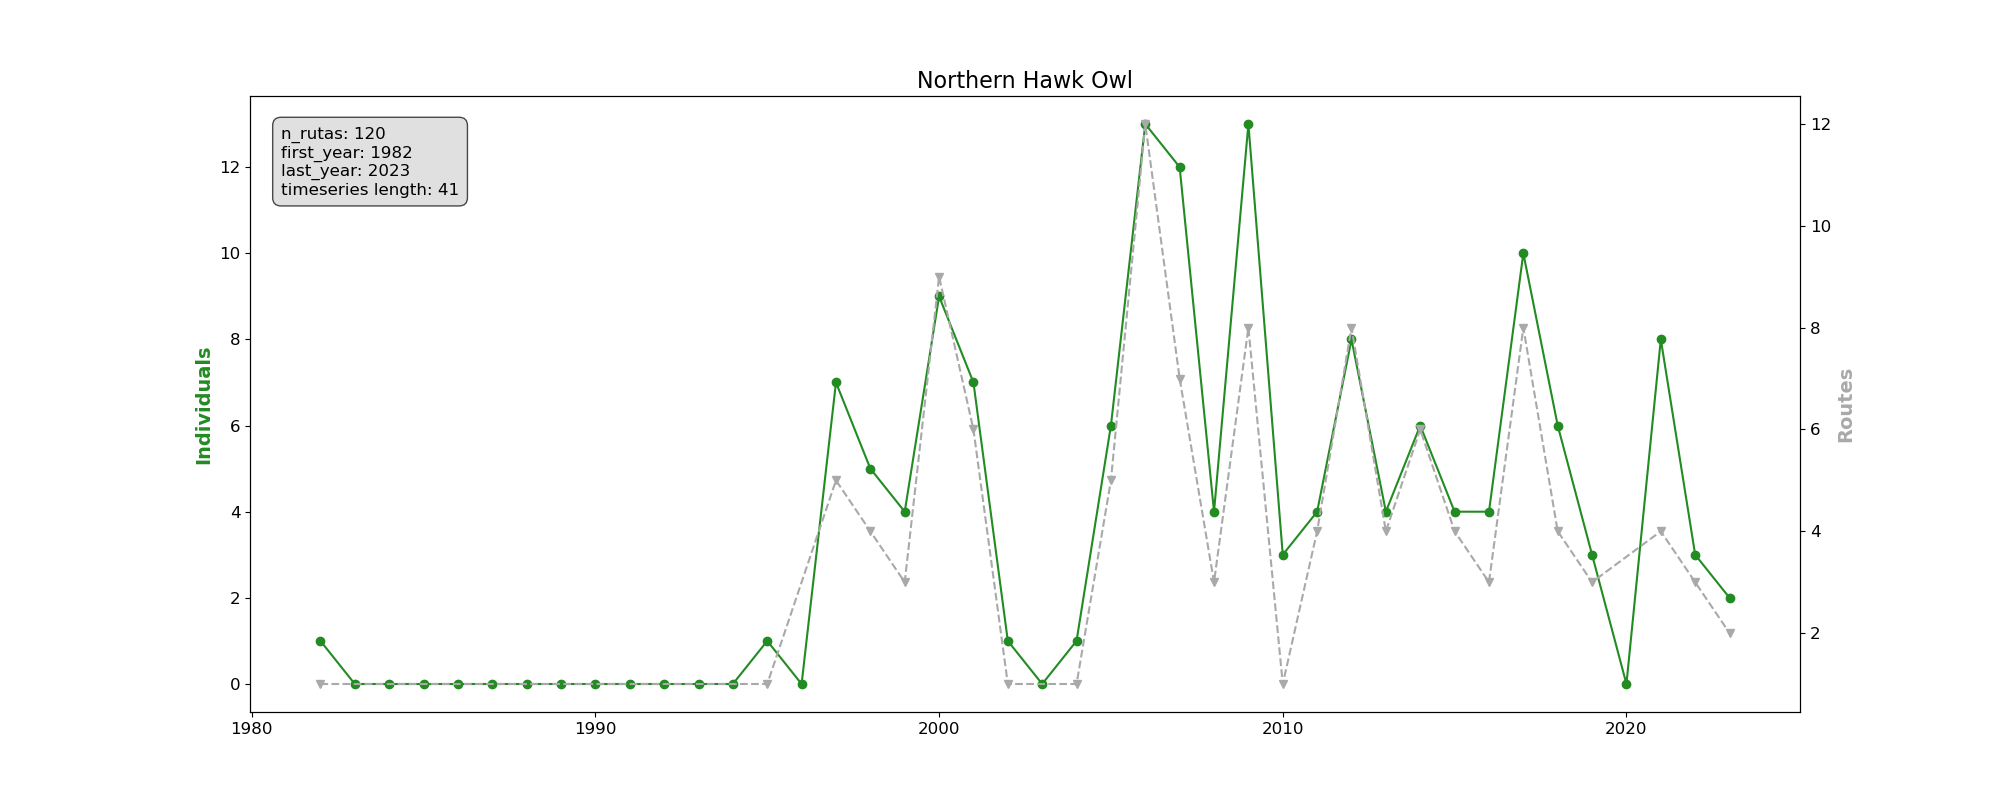 Northern Hawk Owl
n_rutas: 120
first_year: 1982
last_year: 2023
timeseries length: 41
Individuals
12
10
8
6
4
2
0
Routes
12
10
8
6
4
2
1980 1990 2000 2010 2020